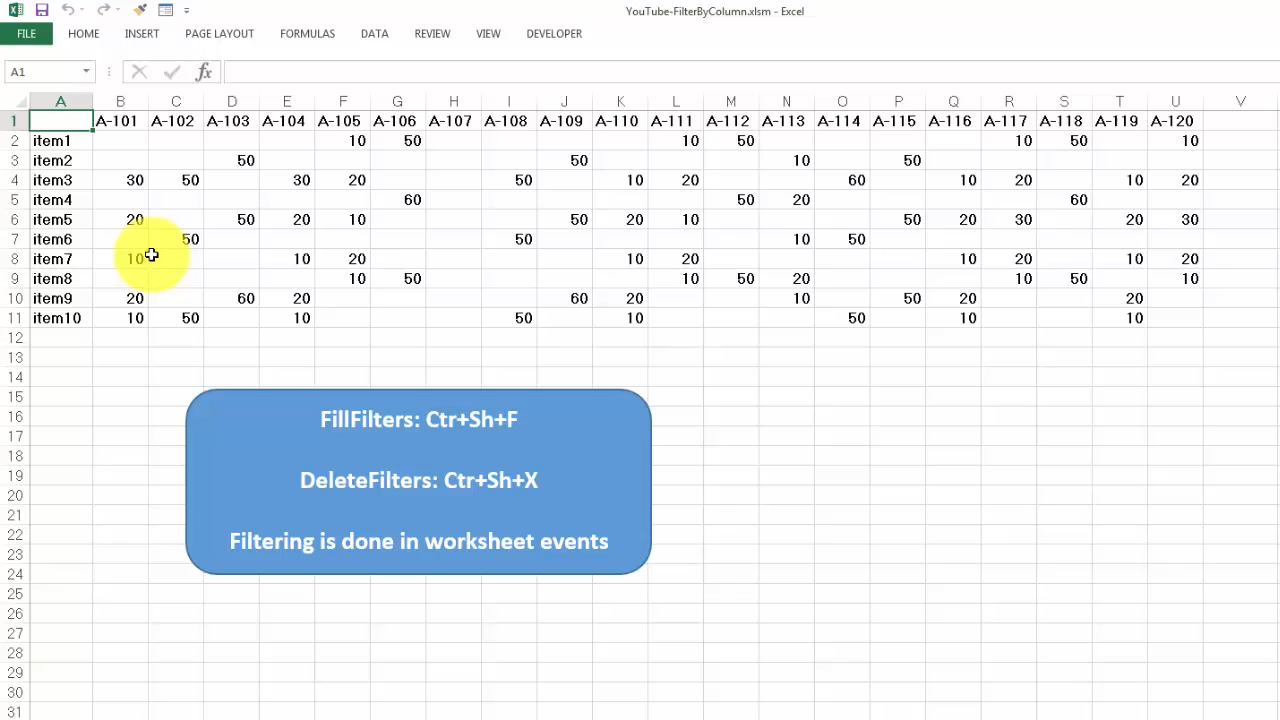 YouTube-FilterByColumn.xlsm - Excel
FILE HOME INSERT PAGE LAYOUT FORMULAS DATA REVIEW VIEW DEVELOPER
A1 fx
A B C D E F G H I J K L M N O P Q R S T U V
1 A-101 A-102 A-103 A-104 A-105 A-106 A-107 A-108 A-109 A-110 A-111 A-112 A-113 A-114 A-115 A-116 A-117 A-118 A-119 A-120
2 item1 10 50 10 50 10 50 10
3 item2 50 50 10 50
4 item3 30 50 30 20 50 10 20 60 10 20 10 20
5 item4 60 50 20 60
6 item5 20 50 20 10 50 20 10 50 20 30 20 30
7 item6 50 50 10 50
8 item7 10 10 20 10 20 10 20 10 20
9 item8 10 50 10 50 20 10 50 10
10 item9 20 60 20 60 20 10 50 20 20
11 item10 10 50 10 50 10 50 10 10
12
13
14
15
16
17
18
19
20
21
22
23
24
25
26
27
28
29
30
31
FillFilters: Ctr+Sh+F
DeleteFilters: Ctr+Sh+X
Filtering is done in worksheet events